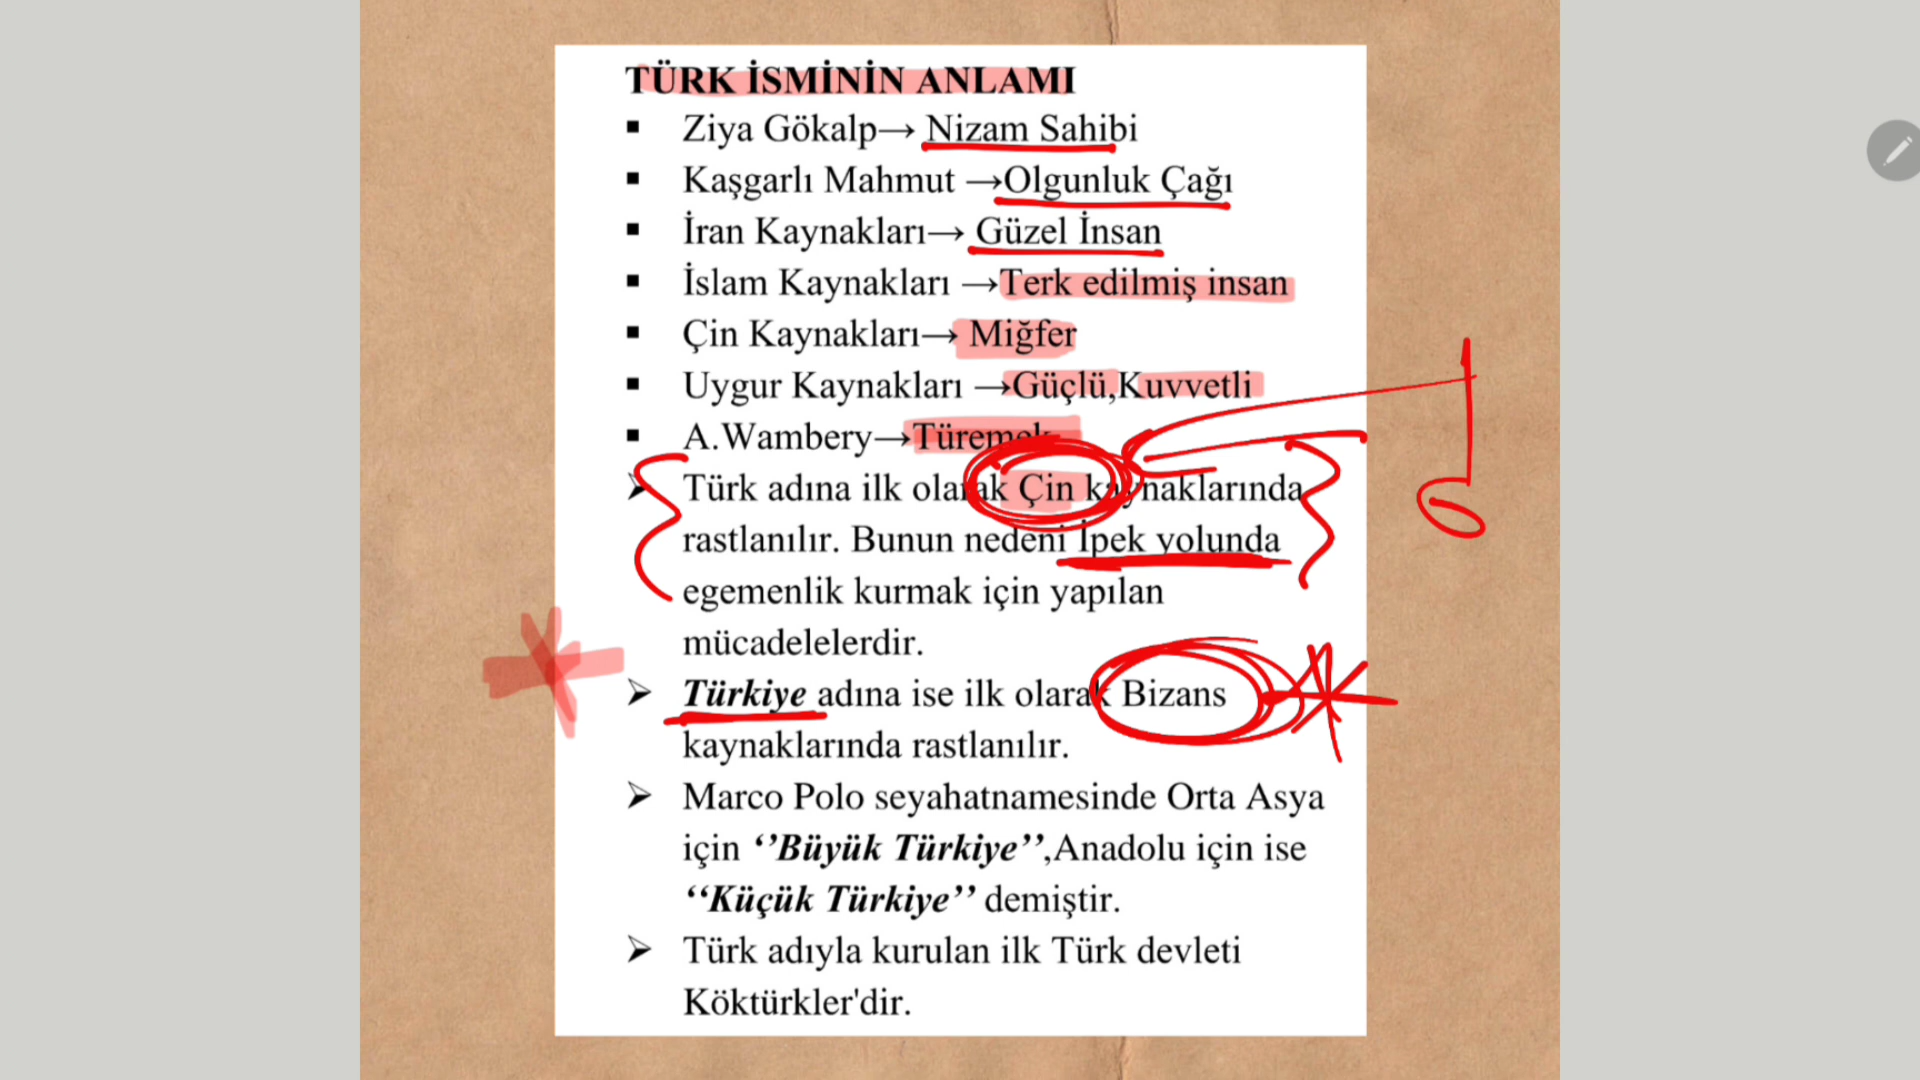 TÜRK İSMİNİN ANLAMI
▪ Ziya Gökalp→ Nizam Sahibi
▪ Kaşgarlı Mahmut →Olgunluk Çağı
▪ İran Kaynakları→ Güzel İnsan
▪ İslam Kaynakları →Terk edilmiş insan
▪ Çin Kaynakları→ Miğfer
▪ Uygur Kaynakları →Güçlü,Kuvvetli
▪ A.Wambery→Türemek
➢ Türk adına ilk olarak Çin kaynaklarında
rastlanılır. Bunun nedeni İpek yolunda
egemenlik kurmak için yapılan
mücadelelerdir.
➢ Türkiye adına ise ilk olarak Bizans
kaynaklarında rastlanılır.
➢ Marco Polo seyahatnamesinde Orta Asya
için ‘’Büyük Türkiye’’,Anadolu için ise
‘‘Küçük Türkiye’’ demiştir.
➢ Türk adıyla kurulan ilk Türk devleti
Köktürkler'dir.